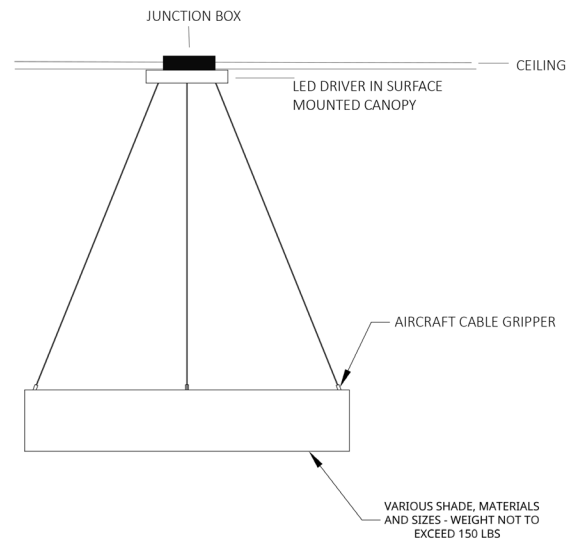 JUNCTION BOX
CEILING
LED DRIVER IN SURFACE
MOUNTED CANOPY
AIRCRAFT CABLE GRIPPER
VARIOUS SHADE, MATERIALS
AND SIZES - WEIGHT NOT TO
EXCEED 150 LBS